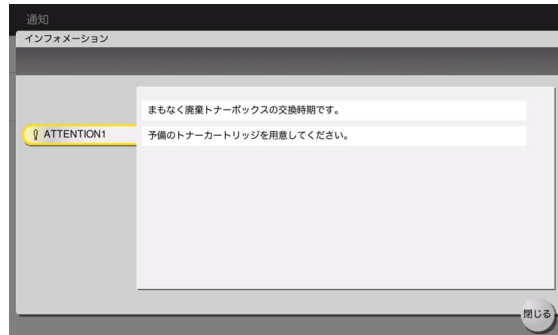 通知
インフォメーション
まもなく廃棄トナーボックスの交換時期です。
ATTENTION1
予備のトナーカートリッジを用意してください。
閉じる